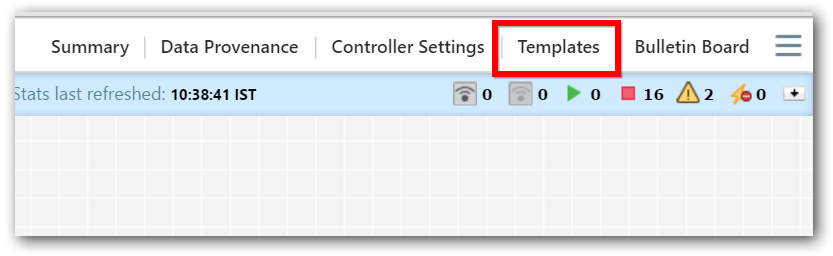 Summary Data Provenance Controller Settings Templates Bulletin Board
Stats last refreshed: 10:38:41 IST 0 0 0 16 2 0